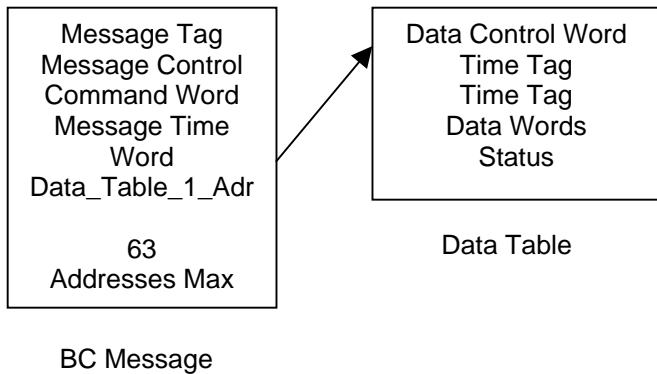 Message Tag
Message Control
Command Word
Message Time
Word
Data_Table_1_Adr
63
Addresses Max
BC Message
Data Control Word
Time Tag
Time Tag
Data Words
Status
Data Table